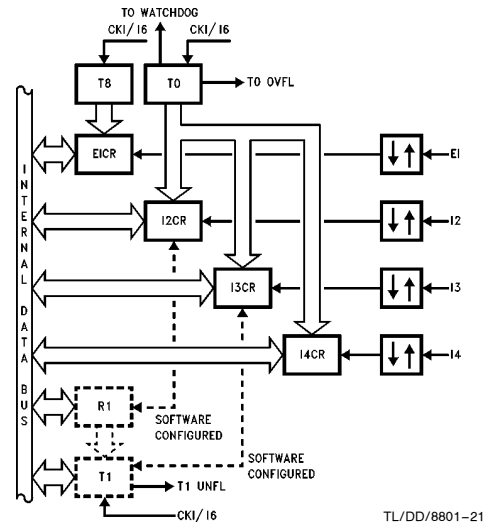 TO WATCHDOG
CKI/16
CKI/16
T8
T0
T0 OVFL
EICR
EI
I2CR
I2
I3CR
I3
I4CR
I4
INTERNAL DATA BUS
R1
SOFTWARE
CONFIGURED
SOFTWARE
CONFIGURED
T1
T1 UNFL
CKI/16
TL/DD/8801-21